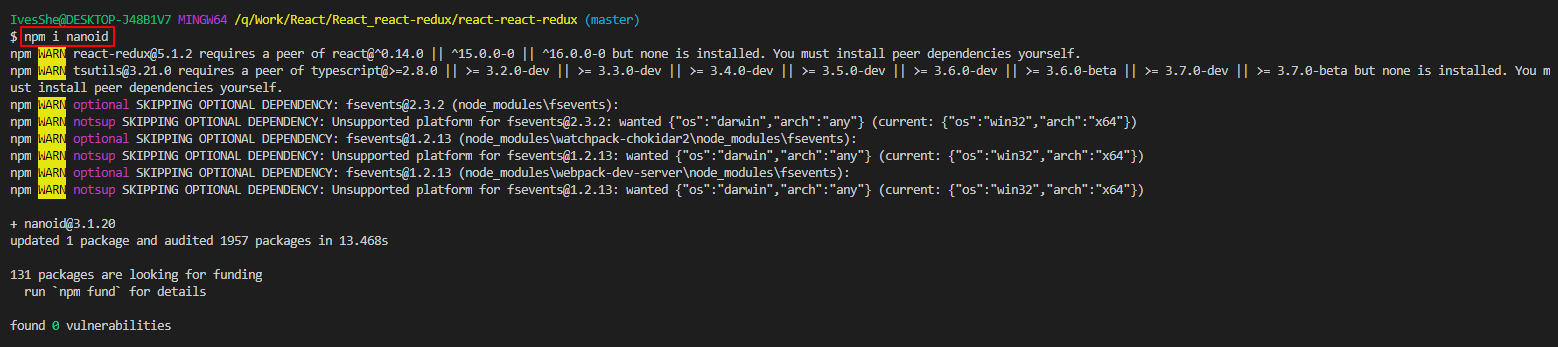 IvesShe@DESKTOP-J48B1V7 MINGW64 /q/Work/React/React_react-redux/react-react-redux (master)
$ npm i nanoid
npm WARN react-redux@5.1.2 requires a peer of react@^0.14.0 || ^15.0.0-0 || ^16.0.0-0 but none is installed. You must install peer dependencies yourself.
npm WARN tsutils@3.21.0 requires a peer of typescript@>=2.8.0 || >= 3.2.0-dev || >= 3.3.0-dev || >= 3.4.0-dev || >= 3.5.0-dev || >= 3.6.0-dev || >= 3.6.0-beta || >= 3.7.0-dev || >= 3.7.0-beta but none is installed. You m
ust install peer dependencies yourself.
npm WARN optional SKIPPING OPTIONAL DEPENDENCY: fsevents@2.3.2 (node_modules\fsevents):
npm WARN notsup SKIPPING OPTIONAL DEPENDENCY: Unsupported platform for fsevents@2.3.2: wanted {"os":"darwin","arch":"any"} (current: {"os":"win32","arch":"x64"})
npm WARN optional SKIPPING OPTIONAL DEPENDENCY: fsevents@1.2.13 (node_modules\watchpack-chokidar2\node_modules\fsevents):
npm WARN notsup SKIPPING OPTIONAL DEPENDENCY: Unsupported platform for fsevents@1.2.13: wanted {"os":"darwin","arch":"any"} (current: {"os":"win32","arch":"x64"})
npm WARN optional SKIPPING OPTIONAL DEPENDENCY: fsevents@1.2.13 (node_modules\webpack-dev-server\node_modules\fsevents):
npm WARN notsup SKIPPING OPTIONAL DEPENDENCY: Unsupported platform for fsevents@1.2.13: wanted {"os":"darwin","arch":"any"} (current: {"os":"win32","arch":"x64"})
+ nanoid@3.1.20
updated 1 package and audited 1957 packages in 13.468s
131 packages are looking for funding
run `npm fund` for details
found 0 vulnerabilities